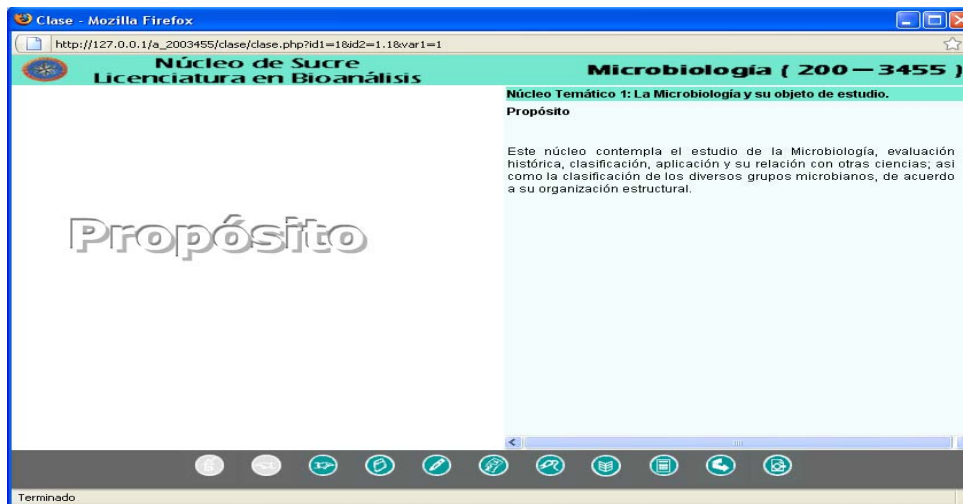 Clase - Mozilla Firefox
http://127.0.0.1/a_2003455/clase/clase.php?id1=1&id2=1.1&var1=1
Núcleo de Sucre
Licenciatura en Bioanálisis
Microbiología ( 200 — 3455 )
Núcleo Temático 1: La Microbiología y su objeto de estudio.
Propósito
Este núcleo contempla el estudio de la Microbiología, evaluación
histórica, clasificación, aplicación y su relación con otras ciencias; asi
como la clasificación de los diversos grupos microbianos, de acuerdo
a su organización estructural.
Propósito
Terminado